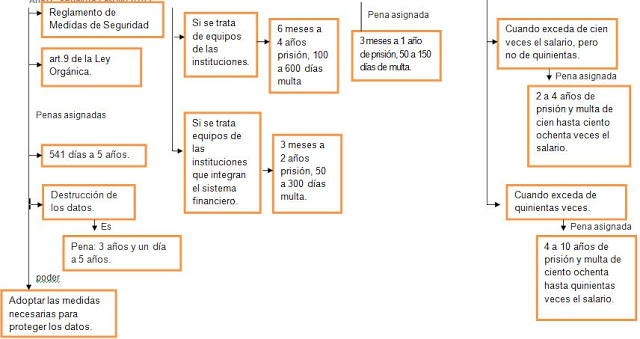 Reglamento de
Medidas de Seguridad
art.9 de la Ley
Orgánica.
Penas asignadas
541 días a 5 años.
Destrucción de
los datos.
Es
Pena: 3 años y un día
a 5 años.
poder
Adoptar las medidas
necesarias para
proteger los datos.
Si se trata
de equipos
de las
instituciones.
6 meses a
4 años
prisión, 100
a 600 días
multa
Si se trata
equipos de
las
instituciones
que integran
el sistema
financiero.
3 meses a
2 años
prisión, 50
a 300 días
multa.
Pena asignada
3 meses a 1 año
de prisión, 50 a 150
días de multa.
Cuando exceda de cien
veces el salario, pero
no de quinientas.
Pena asignada
2 a 4 años de
prisión y multa de
cien hasta ciento
ochenta veces el
salario.
Cuando exceda de
quinientas veces.
Pena asignada
4 a 10 años de
prisión y multa de
ciento ochenta
hasta quinientas
veces el salario.